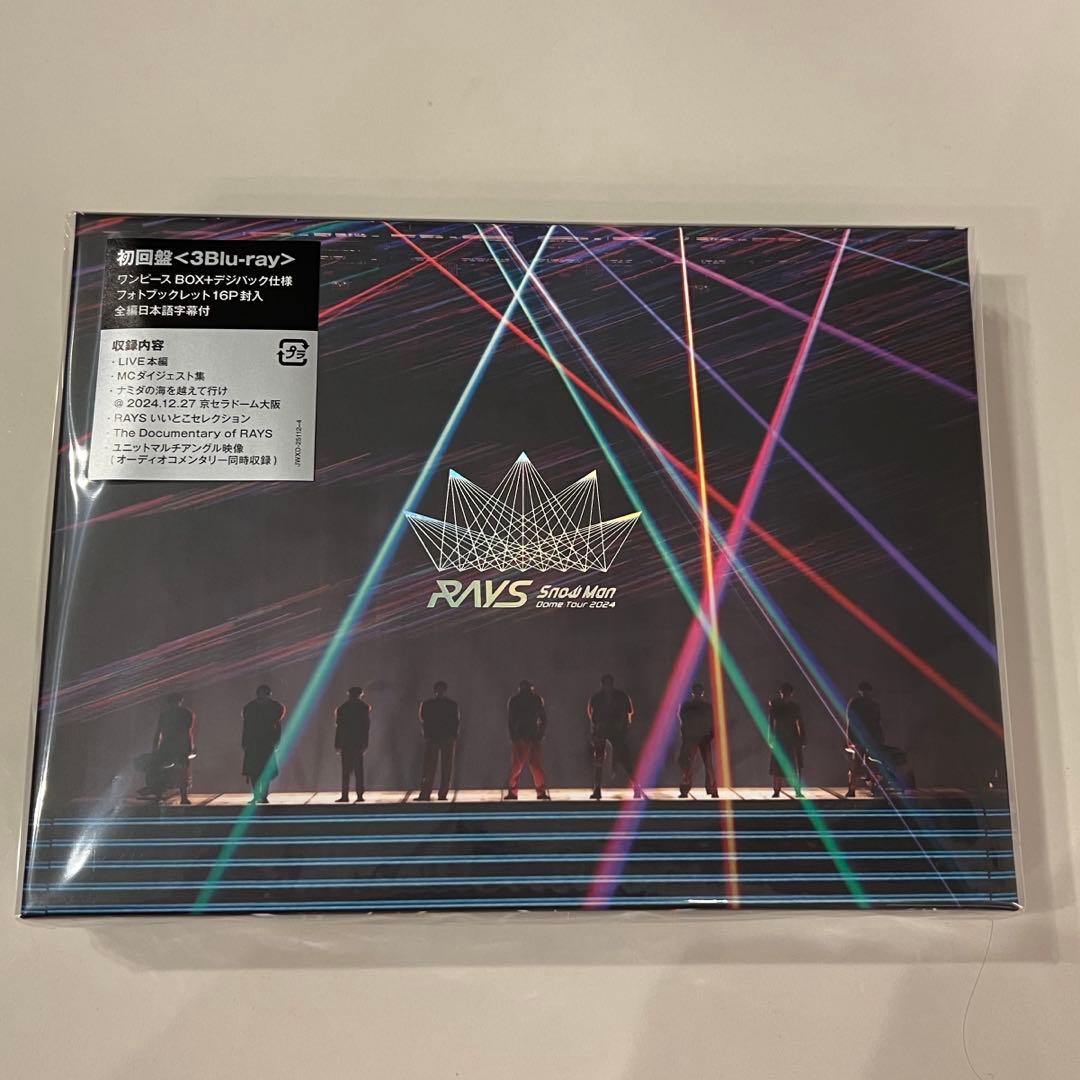 初回盤<3Blu-ray>
ワンピースBOX+デジパック仕様
フォトブックレット16P封入
全編日本語字幕付
収録内容
プラ
・LIVE本編
・MCダイジェスト集
・ナミダの海を越えて行け
@ 2024.12.27 京セラドーム大阪
・RAYS いいとこセレクション
・The Documentary of RAYS
・ユニットマルチアングル映像
(オーディオコメンタリー同時収録)
JWXD-25112~4
RAYS Snow Man
Dome Tour 2024